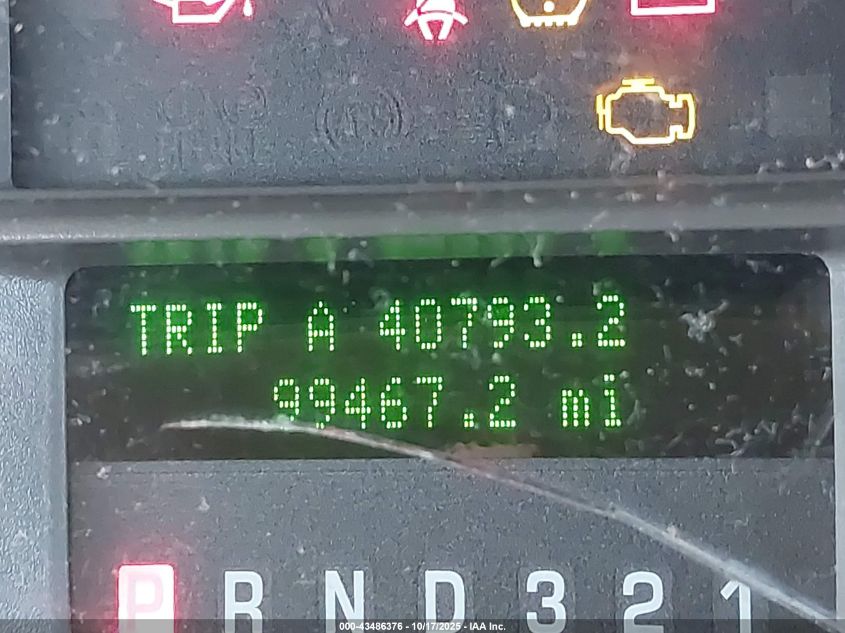 TRIP A 40793.2
99467.2 mi
P R N D 3 2 1
000-43486376 - 10/17/2025 - IAA Inc.